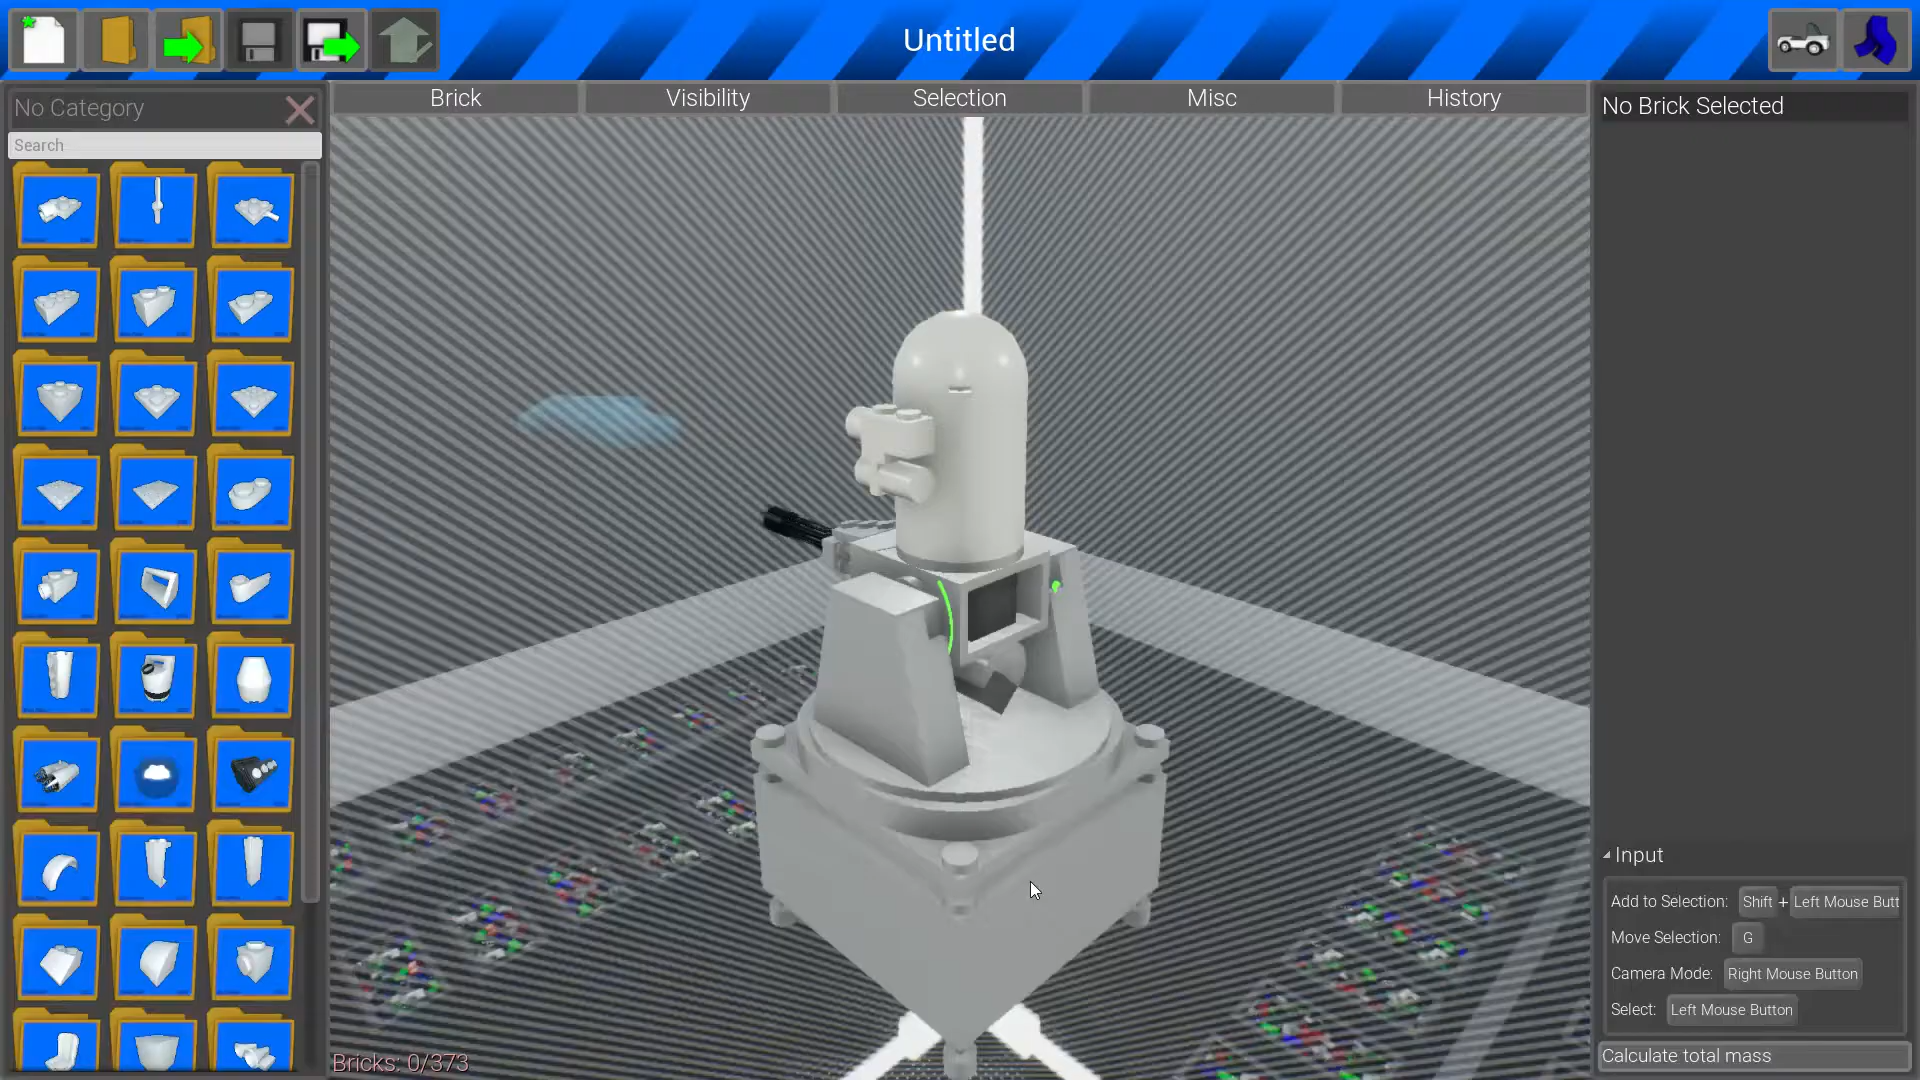 Untitled
No Category
Search
Brick
Visibility
Selection
Misc
History
No Brick Selected
Input
Add to Selection: Shift + Left Mouse Butt
Move Selection: G
Camera Mode: Right Mouse Button
Select: Left Mouse Button
Calculate total mass
Bricks: 0/373